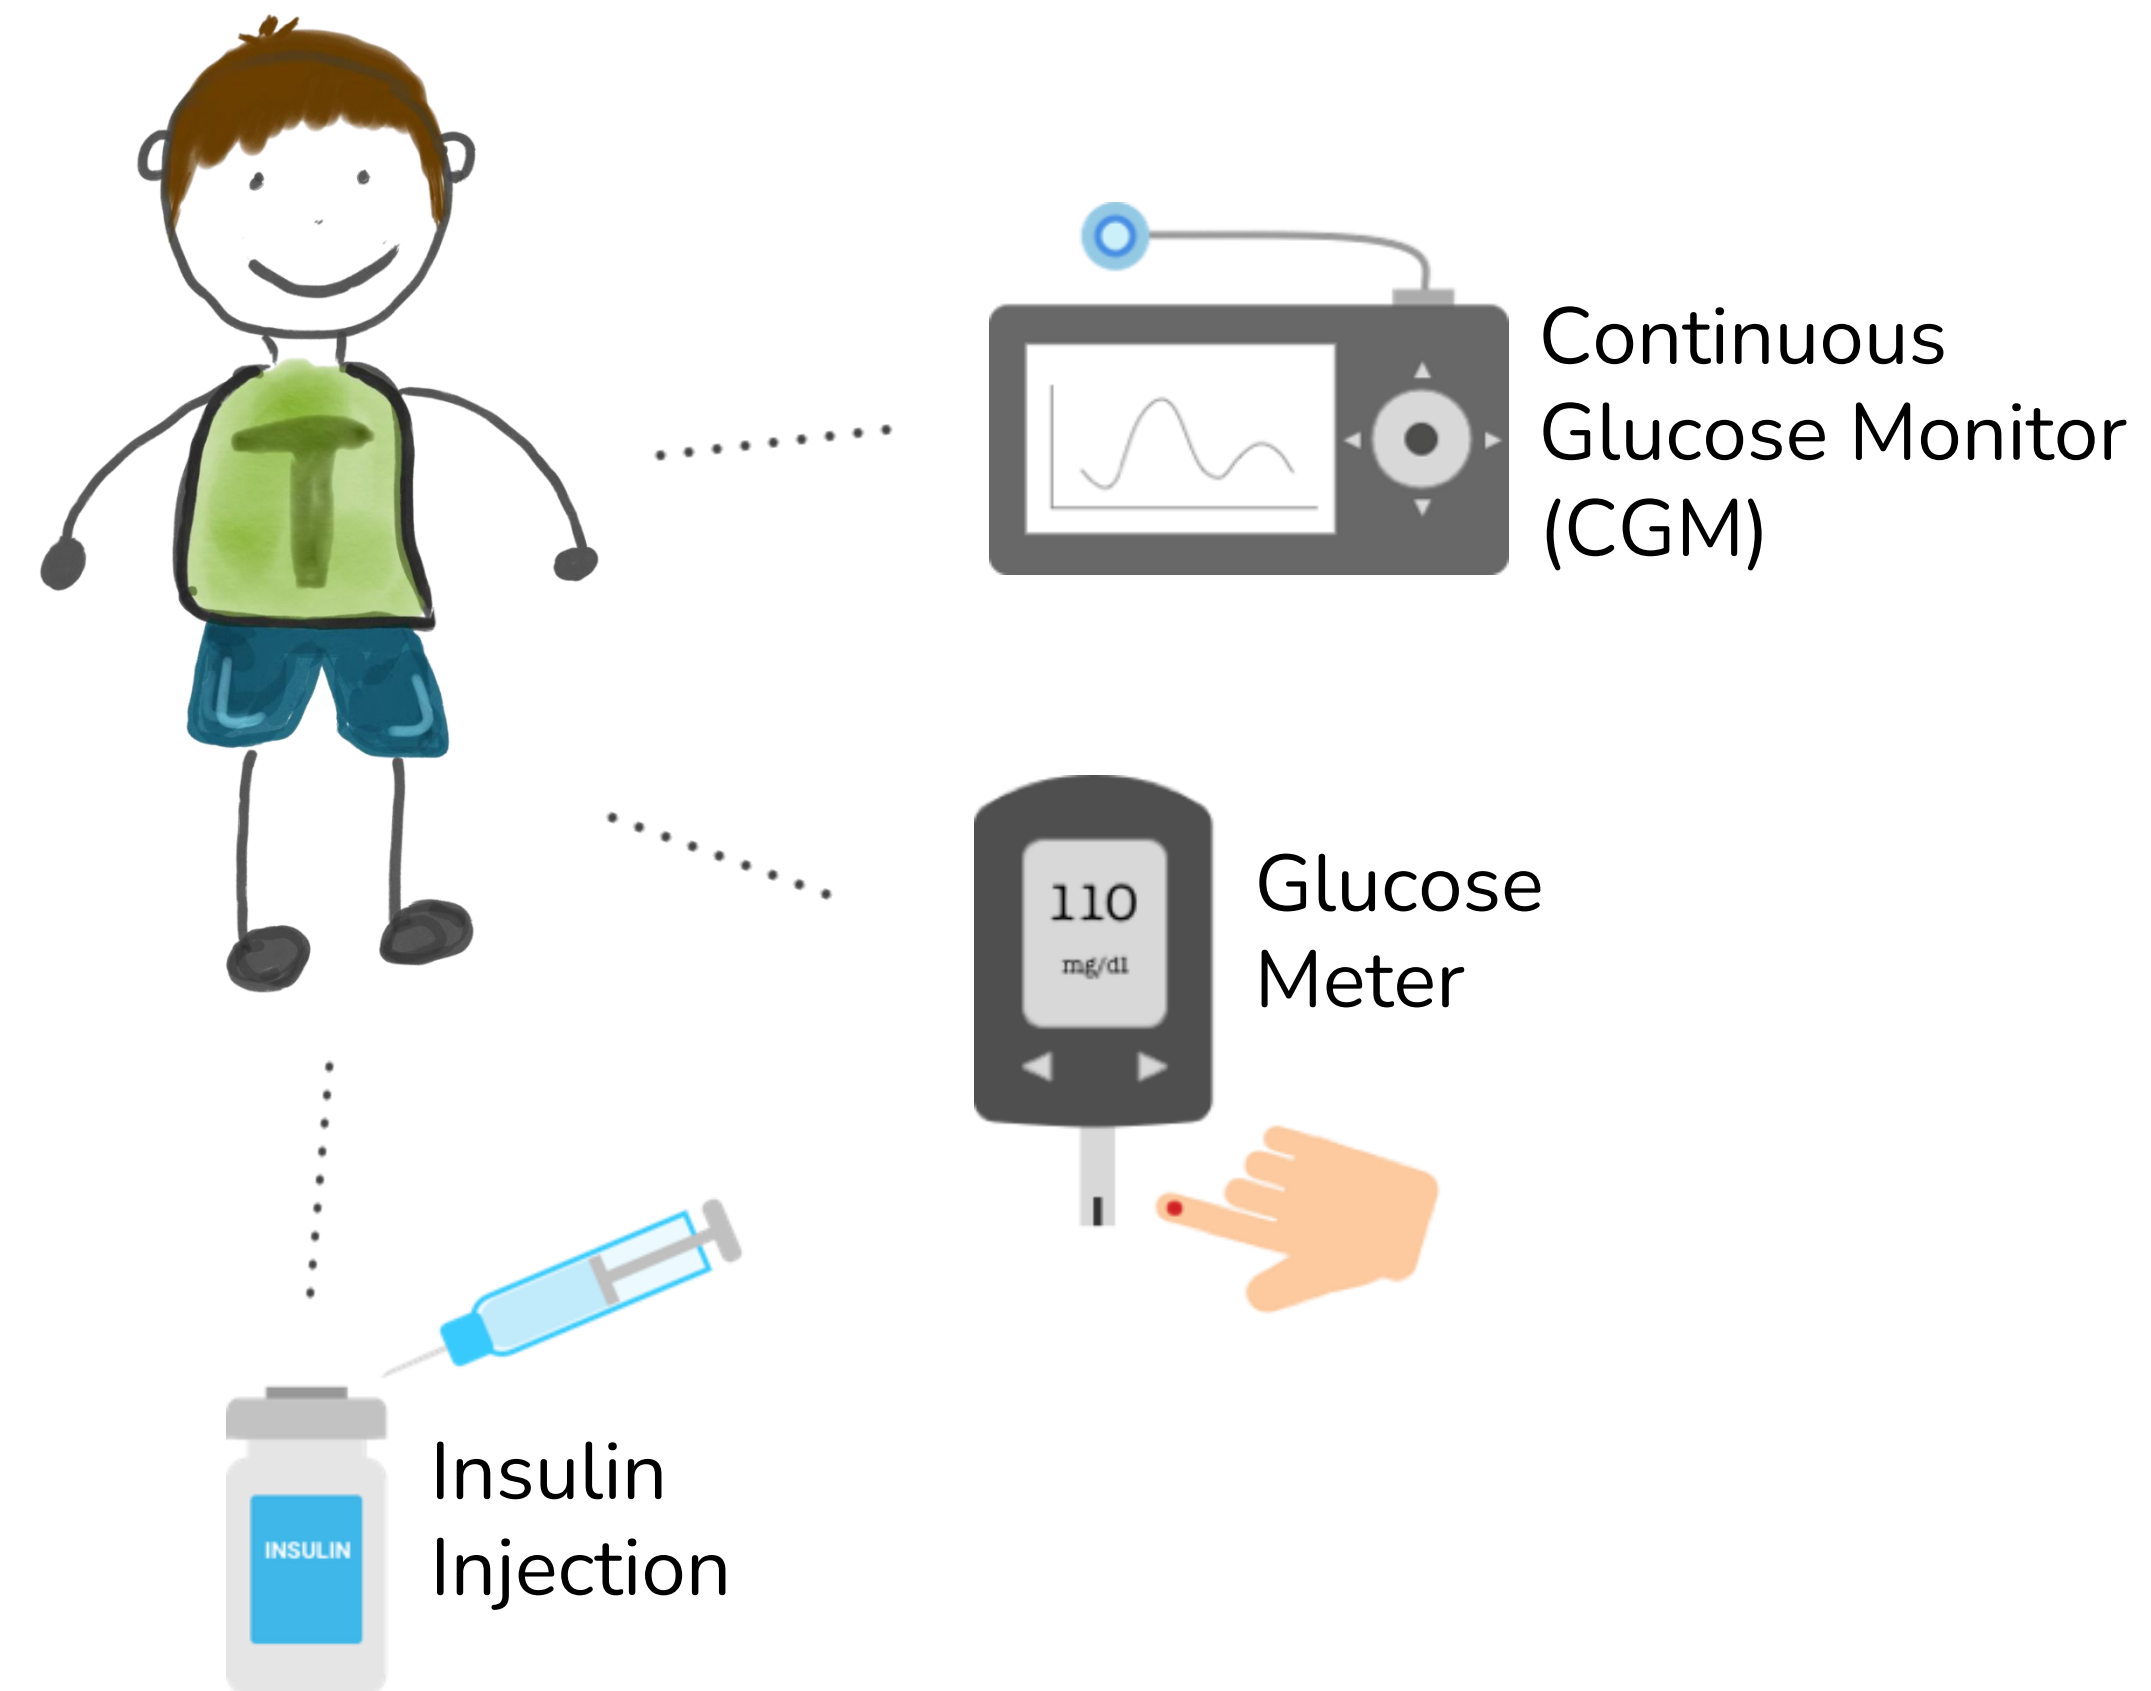 T
Continuous
Glucose Monitor
(CGM)
110
mg/dl
Glucose
Meter
INSULIN
Insulin
Injection